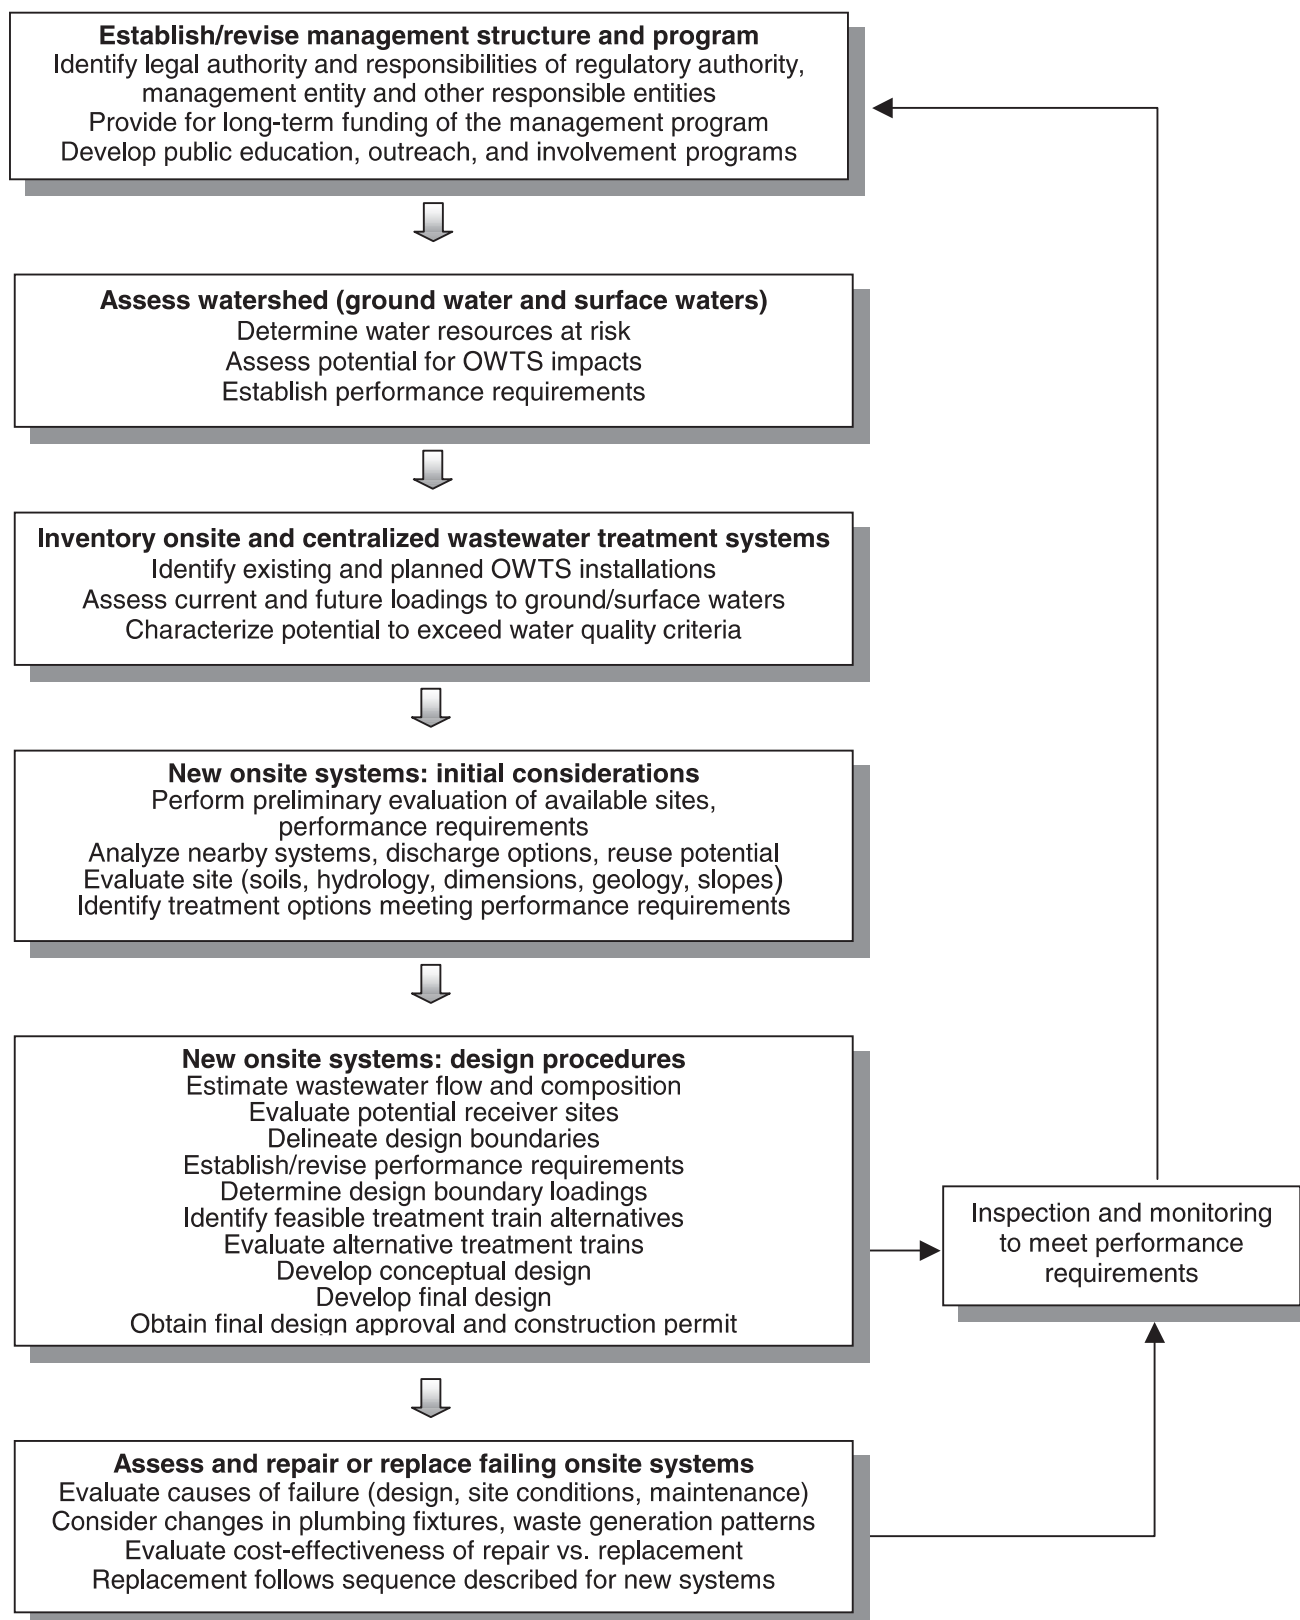 Establish/revise management structure and program
Identify legal authority and responsibilities of regulatory authority,
management entity and other responsible entities
Provide for long-term funding of the management program
Develop public education, outreach, and involvement programs
Assess watershed (ground water and surface waters)
Determine water resources at risk
Assess potential for OWTS impacts
Establish performance requirements
Inventory onsite and centralized wastewater treatment systems
Identify existing and planned OWTS installations
Assess current and future loadings to ground/surface waters
Characterize potential to exceed water quality criteria
New onsite systems: initial considerations
Perform preliminary evaluation of available sites,
performance requirements
Analyze nearby systems, discharge options, reuse potential
Evaluate site (soils, hydrology, dimensions, geology, slopes)
Identify treatment options meeting performance requirements
New onsite systems: design procedures
Estimate wastewater flow and composition
Evaluate potential receiver sites
Delineate design boundaries
Establish/revise performance requirements
Determine design boundary loadings
Identify feasible treatment train alternatives
Evaluate alternative treatment trains
Develop conceptual design
Develop final design
Obtain final design approval and construction permit
Inspection and monitoring
to meet performance
requirements
Assess and repair or replace failing onsite systems
Evaluate causes of failure (design, site conditions, maintenance)
Consider changes in plumbing fixtures, waste generation patterns
Evaluate cost-effectiveness of repair vs. replacement
Replacement follows sequence described for new systems